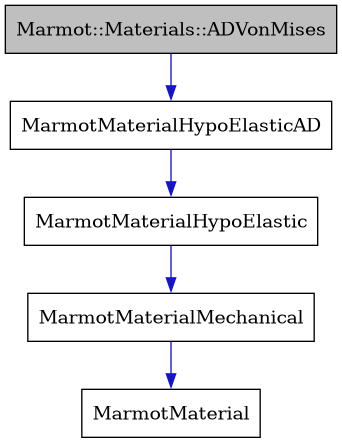 Marmot::Materials::ADVonMises
MarmotMaterialHypoElasticAD
MarmotMaterialHypoElastic
MarmotMaterialMechanical
MarmotMaterial